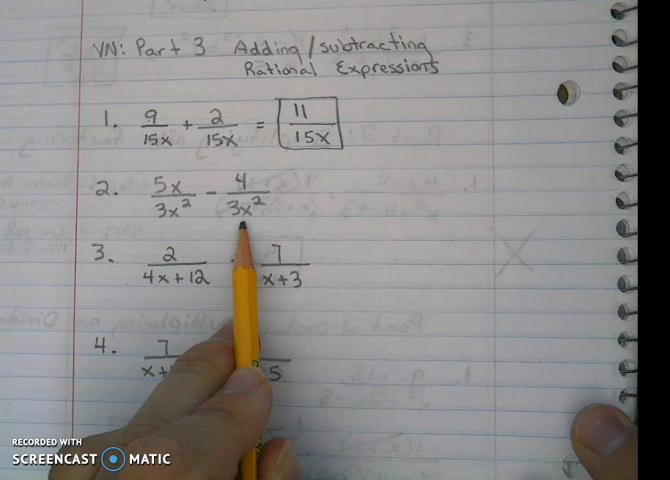 VN: Part 3 Adding/subtracting
Rational Expressions
1. 9/15x + 2/15x = 11/15x
2. 5x/3x² - 4/3x²
3. 2/4x+12 7/x+3
4. 7/x+ 5
RECORDED WITH
SCREENCAST MATIC